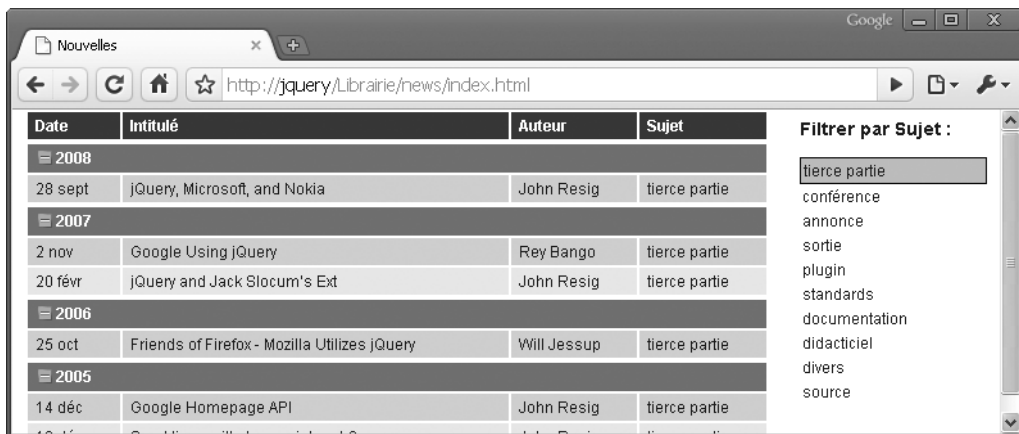 Google
Nouvelles
http://jquery/Librairie/news/index.html
Date Intitulé Auteur Sujet
2008
28 sept jQuery, Microsoft, and Nokia John Resig tierce partie
2007
2 nov Google Using jQuery Rey Bango tierce partie
20 févr jQuery and Jack Slocum's Ext John Resig tierce partie
2006
25 oct Friends of Firefox - Mozilla Utilizes jQuery Will Jessup tierce partie
2005
14 déc Google Homepage API John Resig tierce partie
Filtrer par Sujet :
tierce partie
conférence
annonce
sortie
plugin
standards
documentation
didacticiel
divers
source